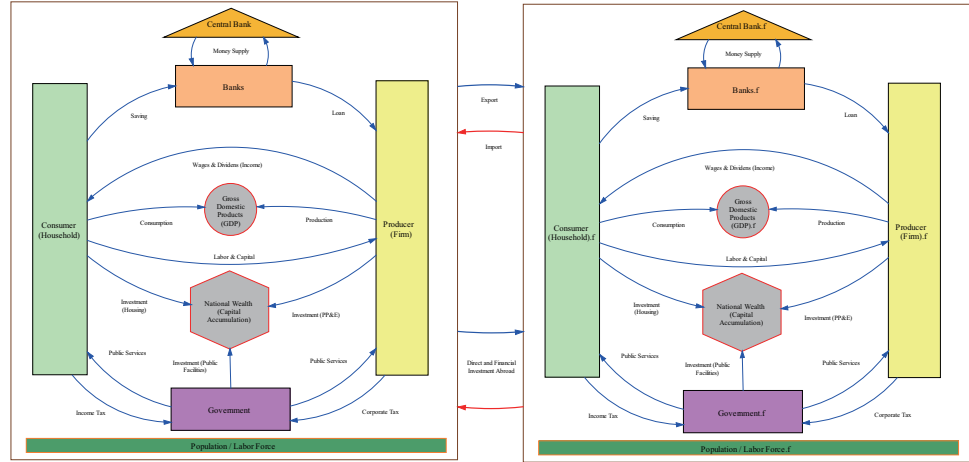 Central Bank
Money Supply
Banks
Saving
Loan
Wages & Dividens (Income)
Gross
Domestic
Products
(GDP)
Consumption
Production
Consumer
(Household)
Producer
(Firm)
Labor & Capital
National Wealth
(Capital
Accumulation)
Investment
(Housing)
Investment (PP&E)
Public Services
Investment (Public
Facilities)
Public Services
Government
Income Tax
Corporate Tax
Population / Labor Force
Export
Import
Direct and Financial
Investment Abroad
Central Bank.f
Money Supply
Banks.f
Saving
Loan
Wages & Dividens (Income)
Gross
Domestic
Products
(GDP).f
Consumption
Production
Consumer
(Household).f
Producer
(Firm).f
Labor & Capital
National Wealth
(Capital
Accumulation)
Investment
(Housing)
Investment (PP&E)
Public Services
Investment (Public
Facilities)
Public Services
Government.f
Income Tax
Corporate Tax
Population / Labor Force.f